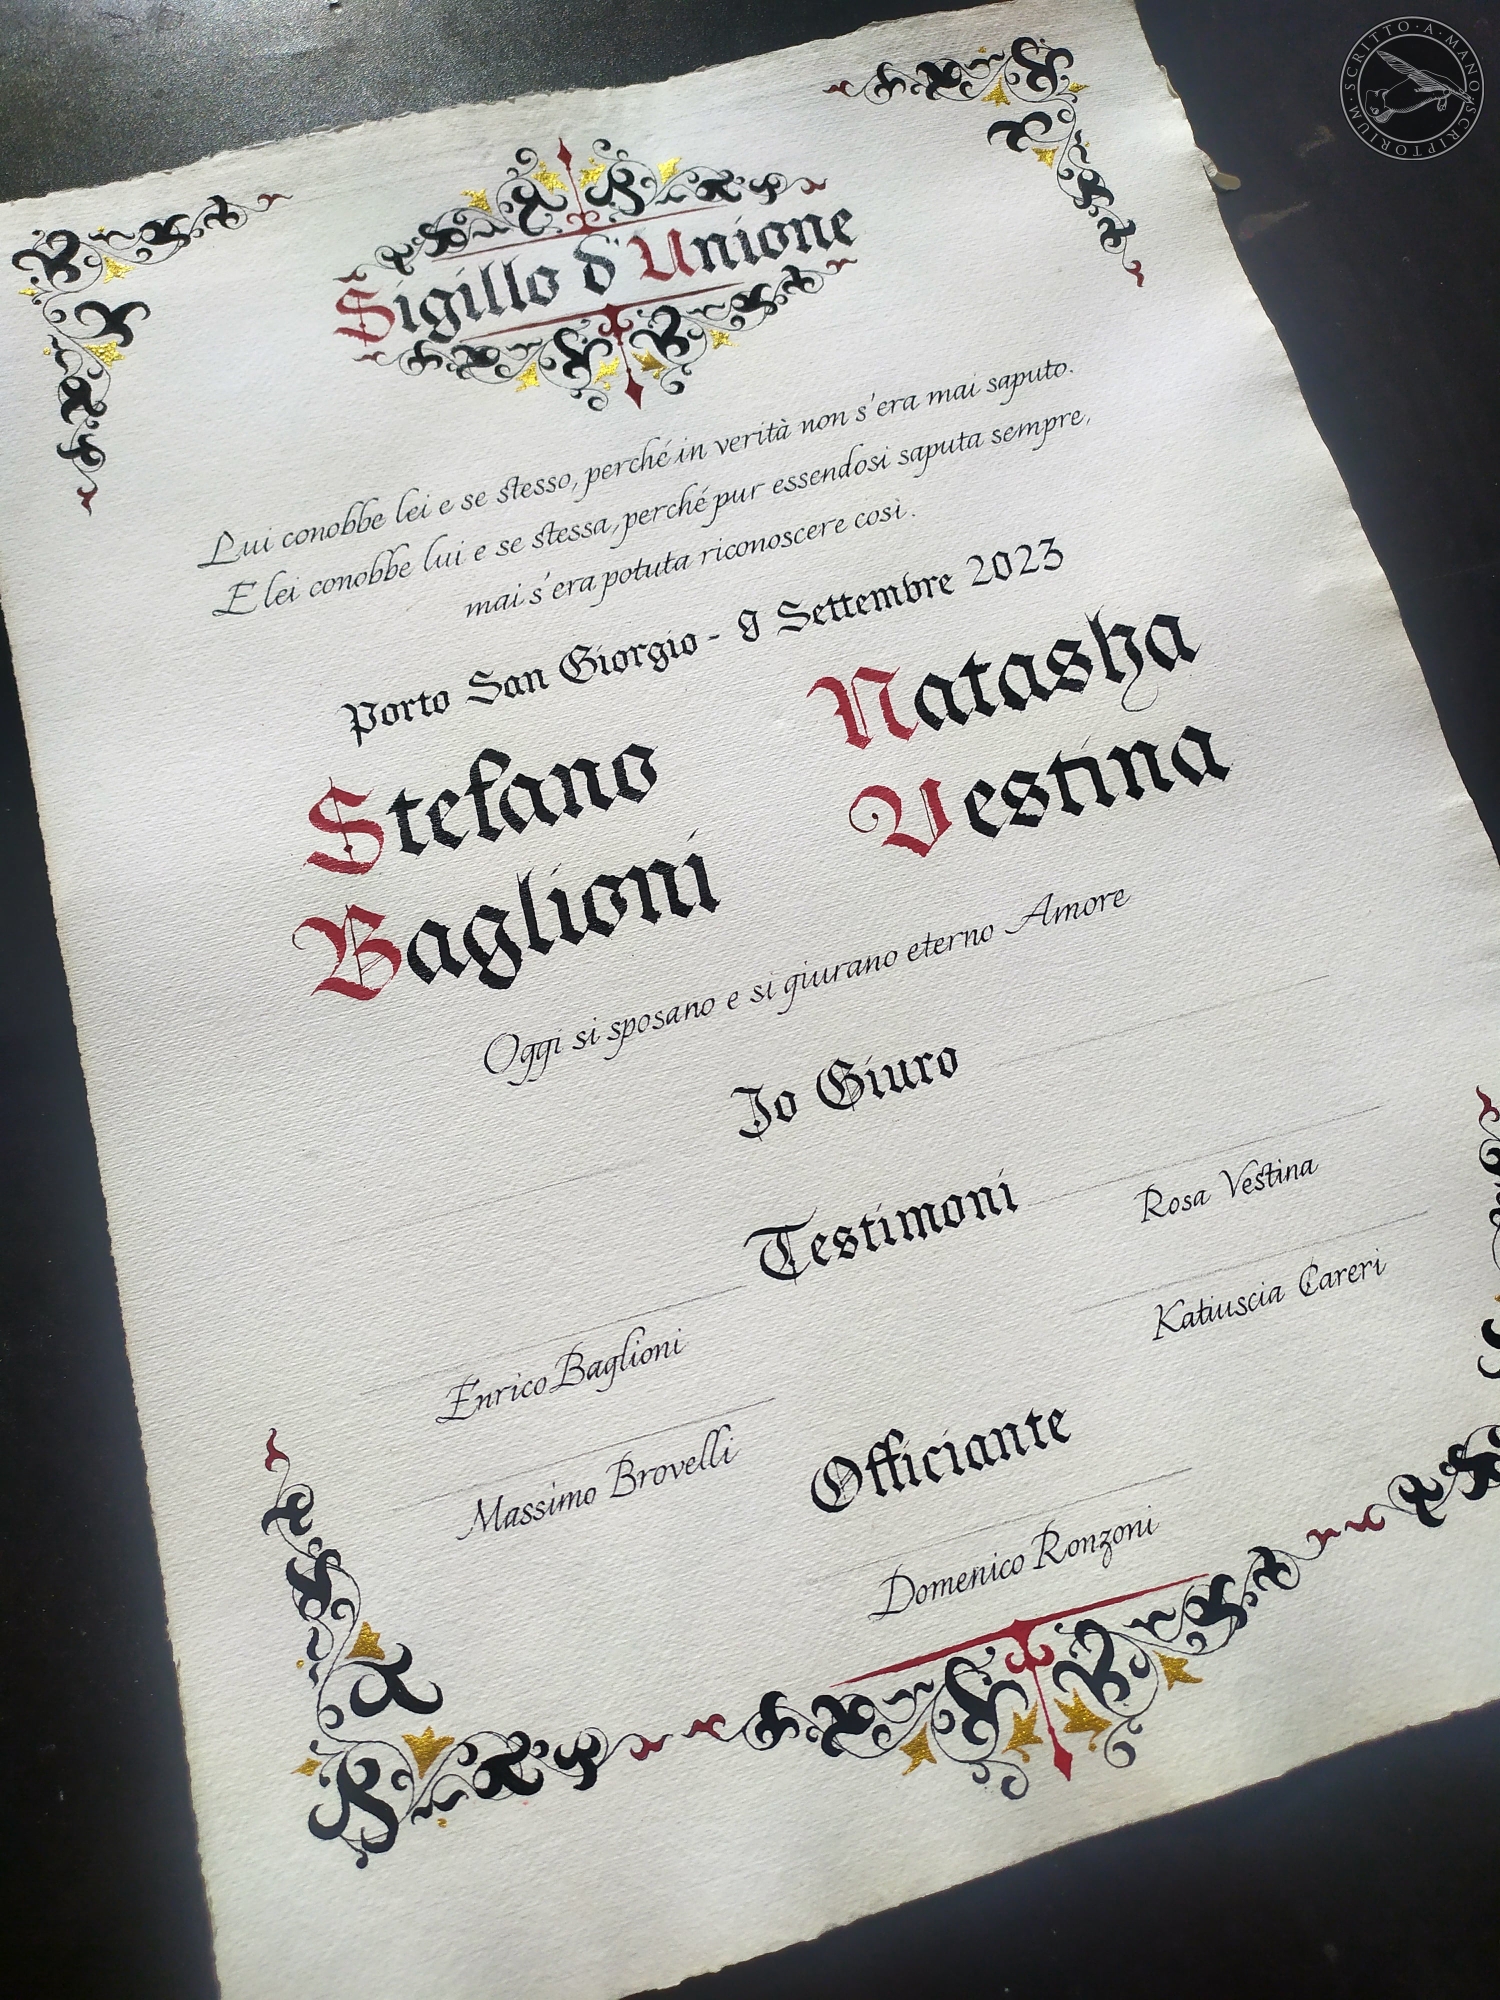 Sigillo d'Unione
Lui conobbe lei e se stesso, perché in verità non s'era mai saputo.
E lei conobbe lui e se stessa, perché pur essendosi saputa sempre,
mai s'era potuta riconoscere così.
Porto San Giorgio - 9 Settembre 2023
Stefano
Baglioni
Natasha
Vestina
Oggi si sposano e si giurano eterno Amore
Io Giuro
Testimoni
Enrico Baglioni
Massimo Brovelli
Rosa Vestina
Katiuscia Careri
Officiante
Domenico Ronzoni
SCRITTO·A·MANO·SCRIPTORIUM·